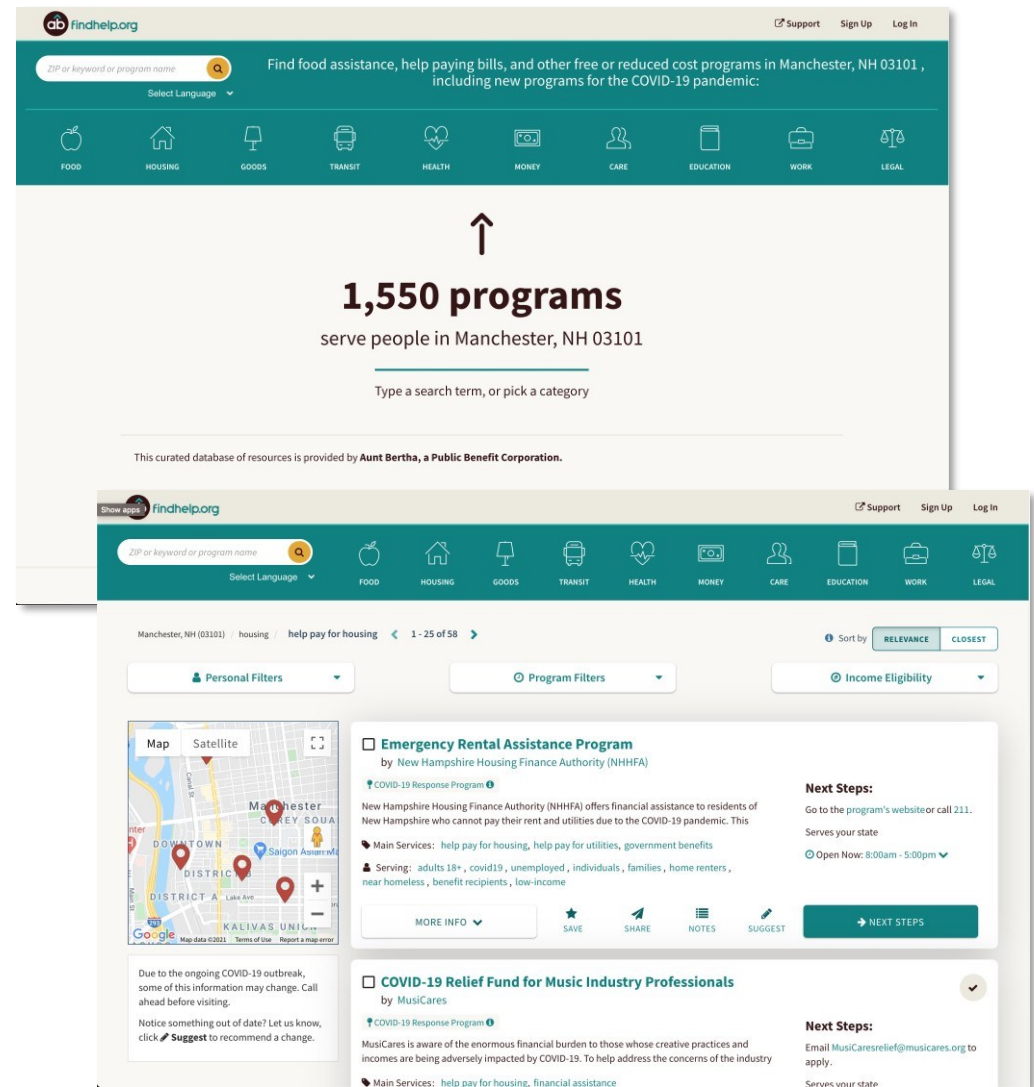 ab findhelp.org
Support Sign Up Log In
ZIP or keyword or program name
Select Language
Find food assistance, help paying bills, and other free or reduced cost programs in Manchester, NH 03101 ,
including new programs for the COVID-19 pandemic:
FOOD HOUSING GOODS TRANSIT HEALTH MONEY CARE EDUCATION WORK LEGAL
1,550 programs
serve people in Manchester, NH 03101
Type a search term, or pick a category
This curated database of resources is provided by Aunt Bertha, a Public Benefit Corporation.
Show apps findhelp.org
Support Sign Up Log In
ZIP or keyword or program name
Select Language
FOOD HOUSING GOODS TRANSIT HEALTH MONEY CARE EDUCATION WORK LEGAL
Manchester, NH (03101) / housing / help pay for housing 1 - 25 of 58
Sort by RELEVANCE CLOSEST
Personal Filters
Program Filters
Income Eligibility
Map Satellite
Canal St
Manchester
DOWNTOWN
Saigon Asian Ma
DISTRIC
DISTRICT A
Lake Ave
Main St
293
KALIVAS UNI
Google Map data ©2021 Terms of Use Report a map error
Due to the ongoing COVID-19 outbreak,
some of this information may change. Call
ahead before visiting.
Notice something out of date? Let us know,
click Suggest to recommend a change.
Emergency Rental Assistance Program
by New Hampshire Housing Finance Authority (NHHFA)
COVID-19 Response Program
New Hampshire Housing Finance Authority (NHHFA) offers financial assistance to residents of
New Hampshire who cannot pay their rent and utilities due to the COVID-19 pandemic. This
Main Services: help pay for housing, help pay for utilities, government benefits
Serving: adults 18+ , covid19 , unemployed , individuals , families , home renters ,
near homeless , benefit recipients , low-income
MORE INFO
SAVE SHARE NOTES SUGGEST
Next Steps:
Go to the program's websiteor call 211.
Serves your state
Open Now: 8:00am - 5:00pm
NEXT STEPS
COVID-19 Relief Fund for Music Industry Professionals
by MusiCares
COVID-19 Response Program
MusiCares is aware of the enormous financial burden to those whose creative practices and
incomes are being adversely impacted by COVID-19. To help address the concerns of the industry
Main Services: help pay for housing, financial assistance
Next Steps:
Email MusiCaresrelief@musicares.org to
apply.
Serves your state